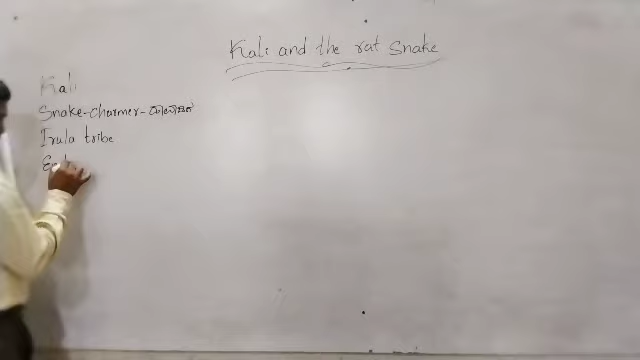 Kali and the rat Snake
Kali
Snake-charmer-
Irula tribe